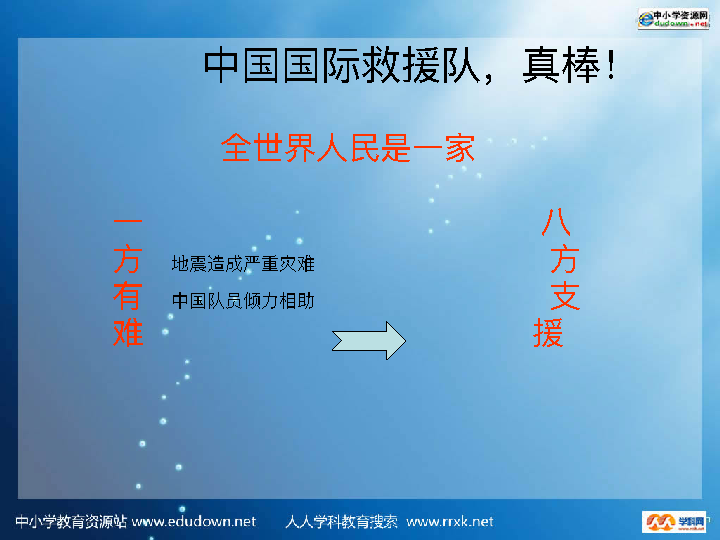 中小学资源网
edudown.net
中国国际救援队，真棒！
全世界人民是一家
一方有难
地震造成严重灾难
中国队员倾力相助
八方支援
中小学教育资源站 www.edudown.net 人人学科教育搜索 www.rrxk.net
学科网